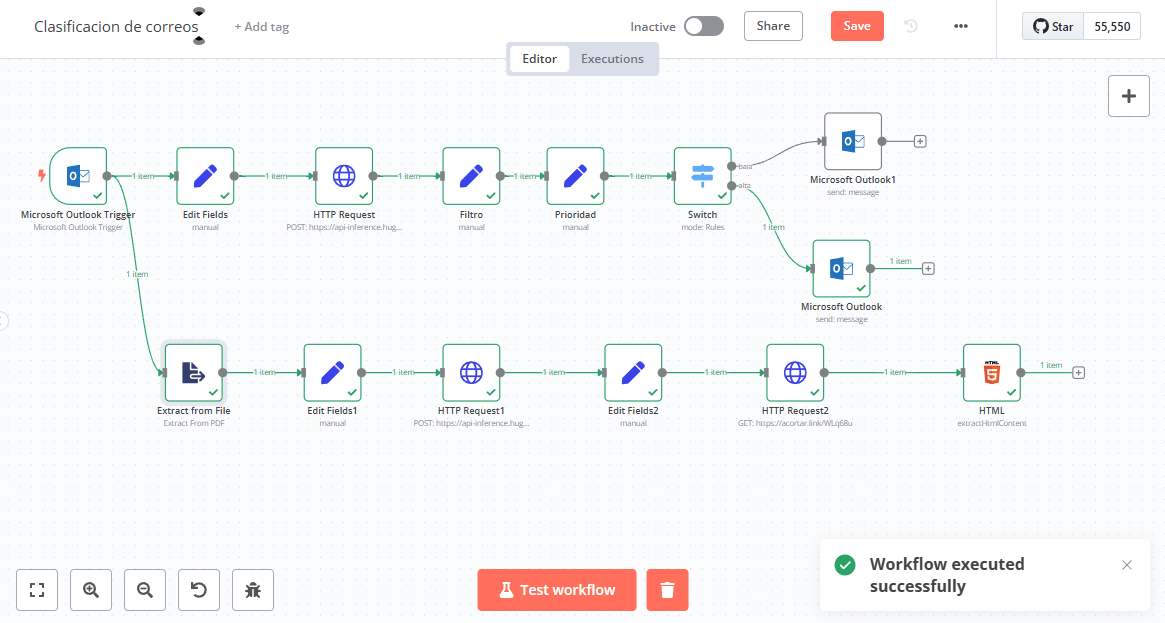 Clasificacion de correos
+ Add tag
Inactive
Share
Save
Star
55,550
Editor
Executions
1 item
1 item
1 item
1 item
1 item
baja
alta
Microsoft Outlook Trigger
Microsoft Outlook Trigger
Edit Fields
manual
HTTP Request
POST: https://api-inference.hug...
Filtro
manual
Prioridad
manual
Switch
mode: Rules
Microsoft Outlook1
send: message
1 item
1 item
Microsoft Outlook
send: message
1 item
1 item
1 item
1 item
1 item
1 item
1 item
Extract from File
Extract From PDF
Edit Fields1
manual
HTTP Request1
POST: https://api-inference.hug...
Edit Fields2
manual
HTTP Request2
GET: https://acortar.link/WLq68u
HTML
HTML
extractHtmlContent
Test workflow
Workflow executed
successfully